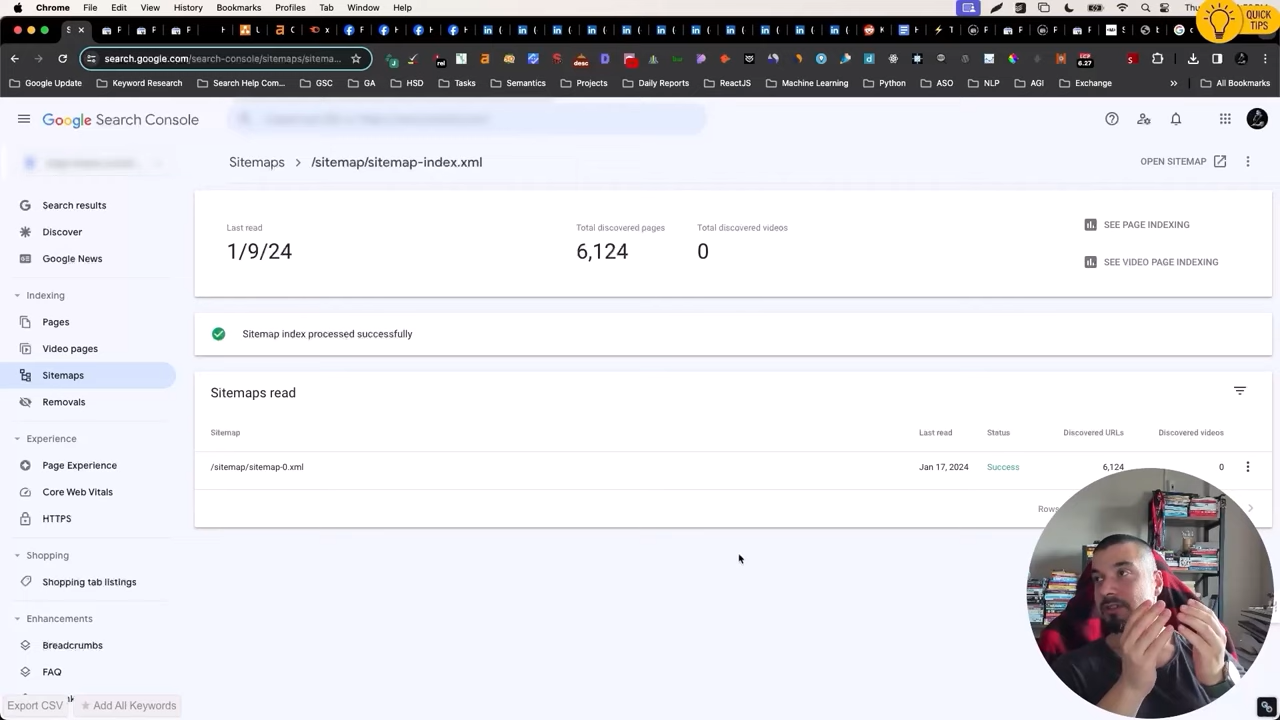 Chrome File Edit View History Bookmarks Profiles Tab Window Help
Thu
QUICK TIPS
search.google.com/search-console/sitemaps/sitema...
Google Update Keyword Research Search Help Com... GSC GA HSD Tasks Semantics Projects Daily Reports ReactJS Machine Learning Python ASO NLP AGI Exchange » All Bookmarks
Google Search Console
Sitemaps > /sitemap/sitemap-index.xml
OPEN SITEMAP
Search results
Discover
Google News
Indexing
Pages
Video pages
Sitemaps
Removals
Experience
Page Experience
Core Web Vitals
HTTPS
Shopping
Shopping tab listings
Enhancements
Breadcrumbs
FAQ
Export CSV
Add All Keywords
Last read Total discovered pages Total discovered videos
1/9/24 6,124 0
SEE PAGE INDEXING
SEE VIDEO PAGE INDEXING
Sitemap index processed successfully
Sitemaps read
Sitemap Last read Status Discovered URLs Discovered videos
/sitemap/sitemap-0.xml Jan 17, 2024 Success 6,124 0
Rows